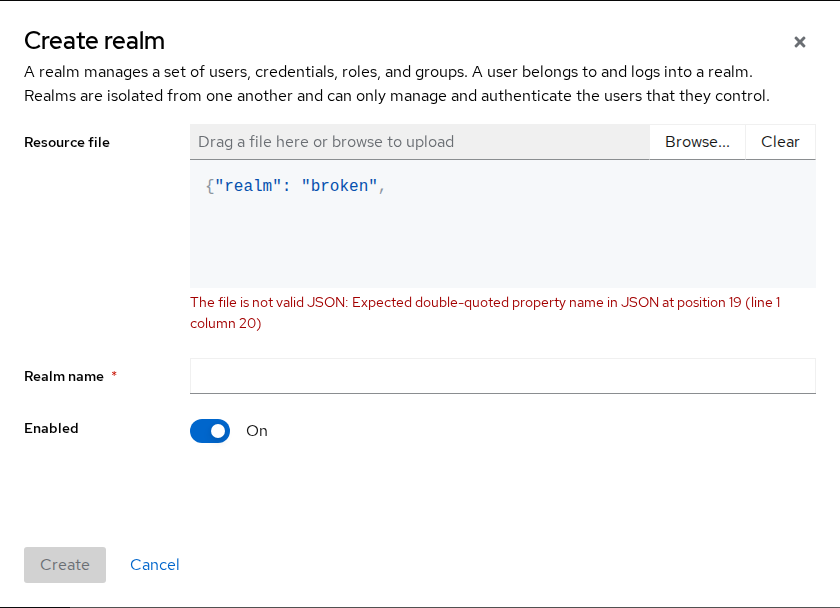 Create realm
A realm manages a set of users, credentials, roles, and groups. A user belongs to and logs into a realm.
Realms are isolated from one another and can only manage and authenticate the users that they control.
Resource file
Drag a file here or browse to upload
Browse...
Clear
{"realm": "broken",
The file is not valid JSON: Expected double-quoted property name in JSON at position 19 (line 1
column 20)
Realm name *
Enabled
On
Create
Cancel